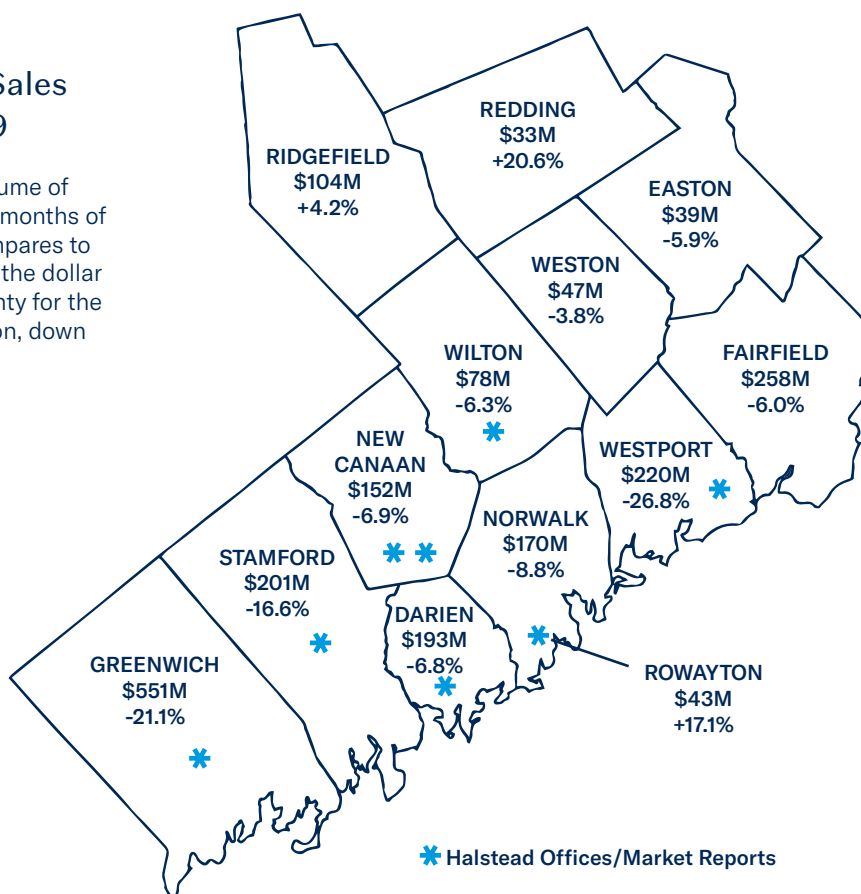 Sales
9
ume of
months of
mpares to
the dollar
nty for the
on, down
RIDGEFIELD
$104M
+4.2%
REDDING
$33M
+20.6%
EASTON
$39M
-5.9%
WESTON
$47M
-3.8%
WILTON
$78M
-6.3%
FAIRFIELD
$258M
-6.0%
NEW
CANAAN
$152M
-6.9%
WESTPORT
$220M
-26.8%
NORWALK
$170M
-8.8%
STAMFORD
$201M
-16.6%
DARIEN
$193M
-6.8%
GREENWICH
$551M
-21.1%
ROWAYTON
$43M
+17.1%
Halstead Offices/Market Reports